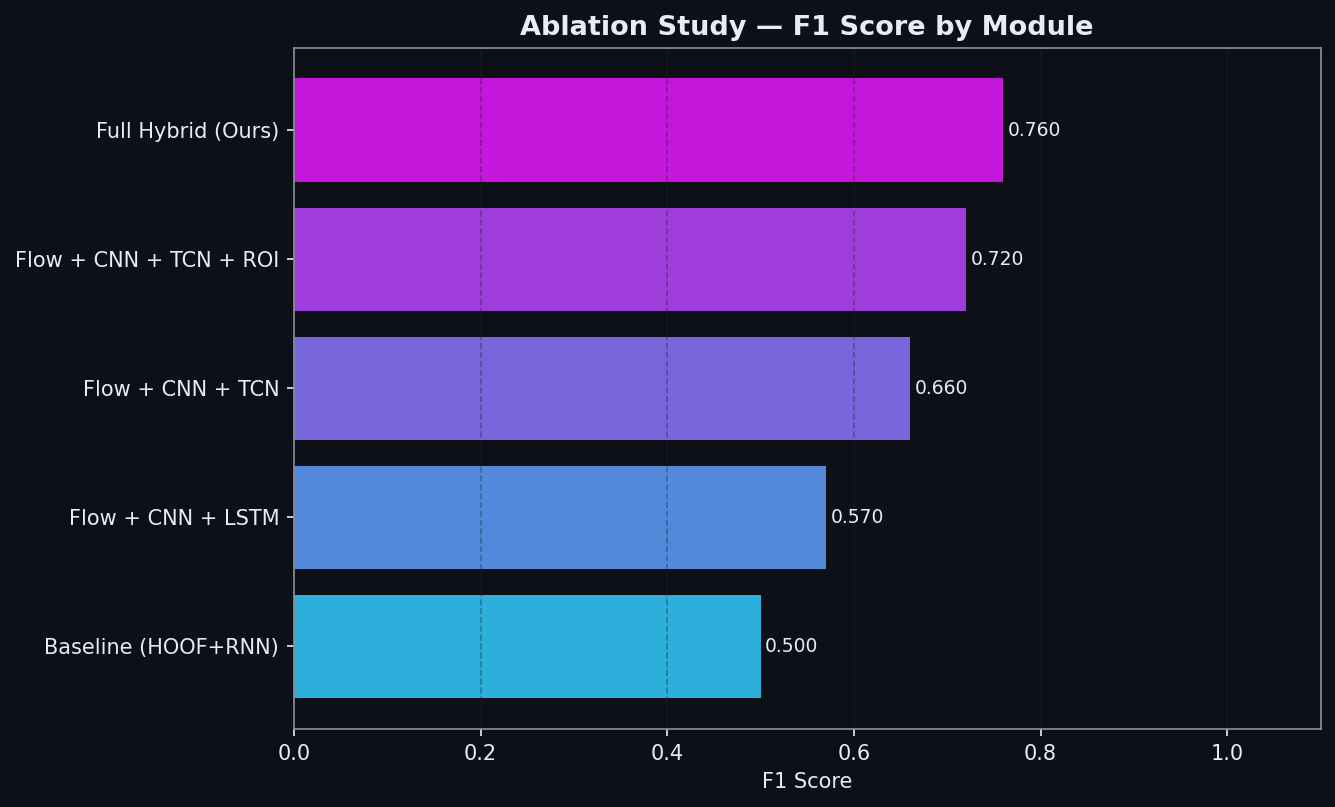 Ablation Study — F1 Score by Module
Full Hybrid (Ours)
0.760
Flow + CNN + TCN + ROI
0.720
Flow + CNN + TCN
0.660
Flow + CNN + LSTM
0.570
Baseline (HOOF+RNN)
0.500
0.0 0.2 0.4 0.6 0.8 1.0
F1 Score